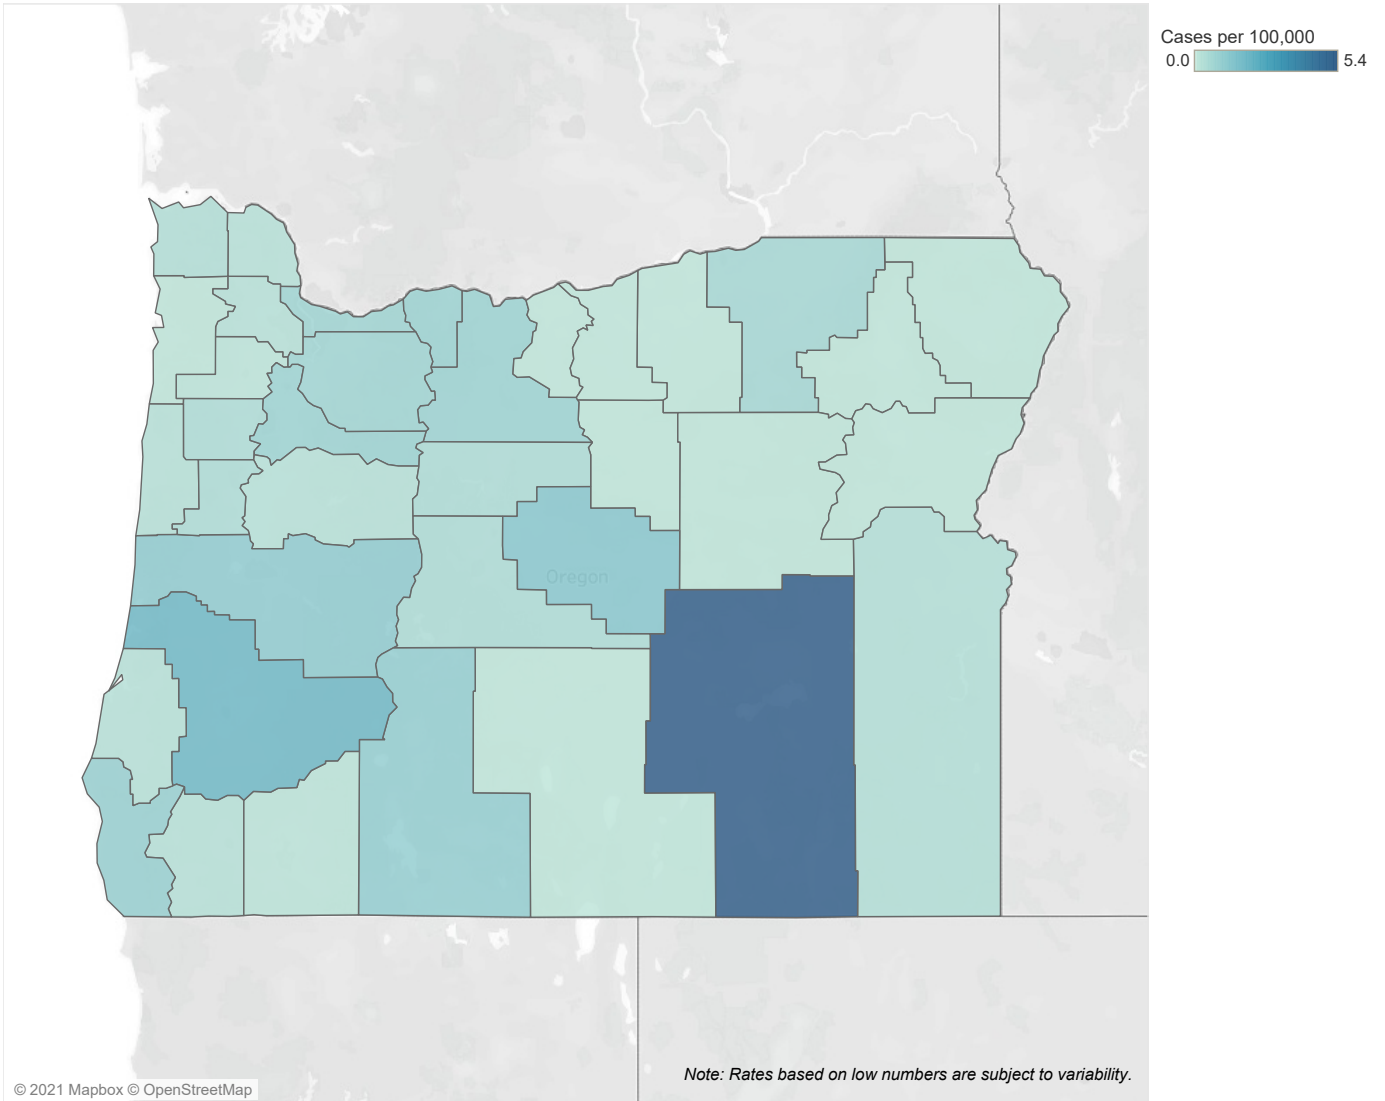 Cases per 100,000
0.0 5.4
Oregon
Note: Rates based on low numbers are subject to variability.
© 2021 Mapbox © OpenStreetMap